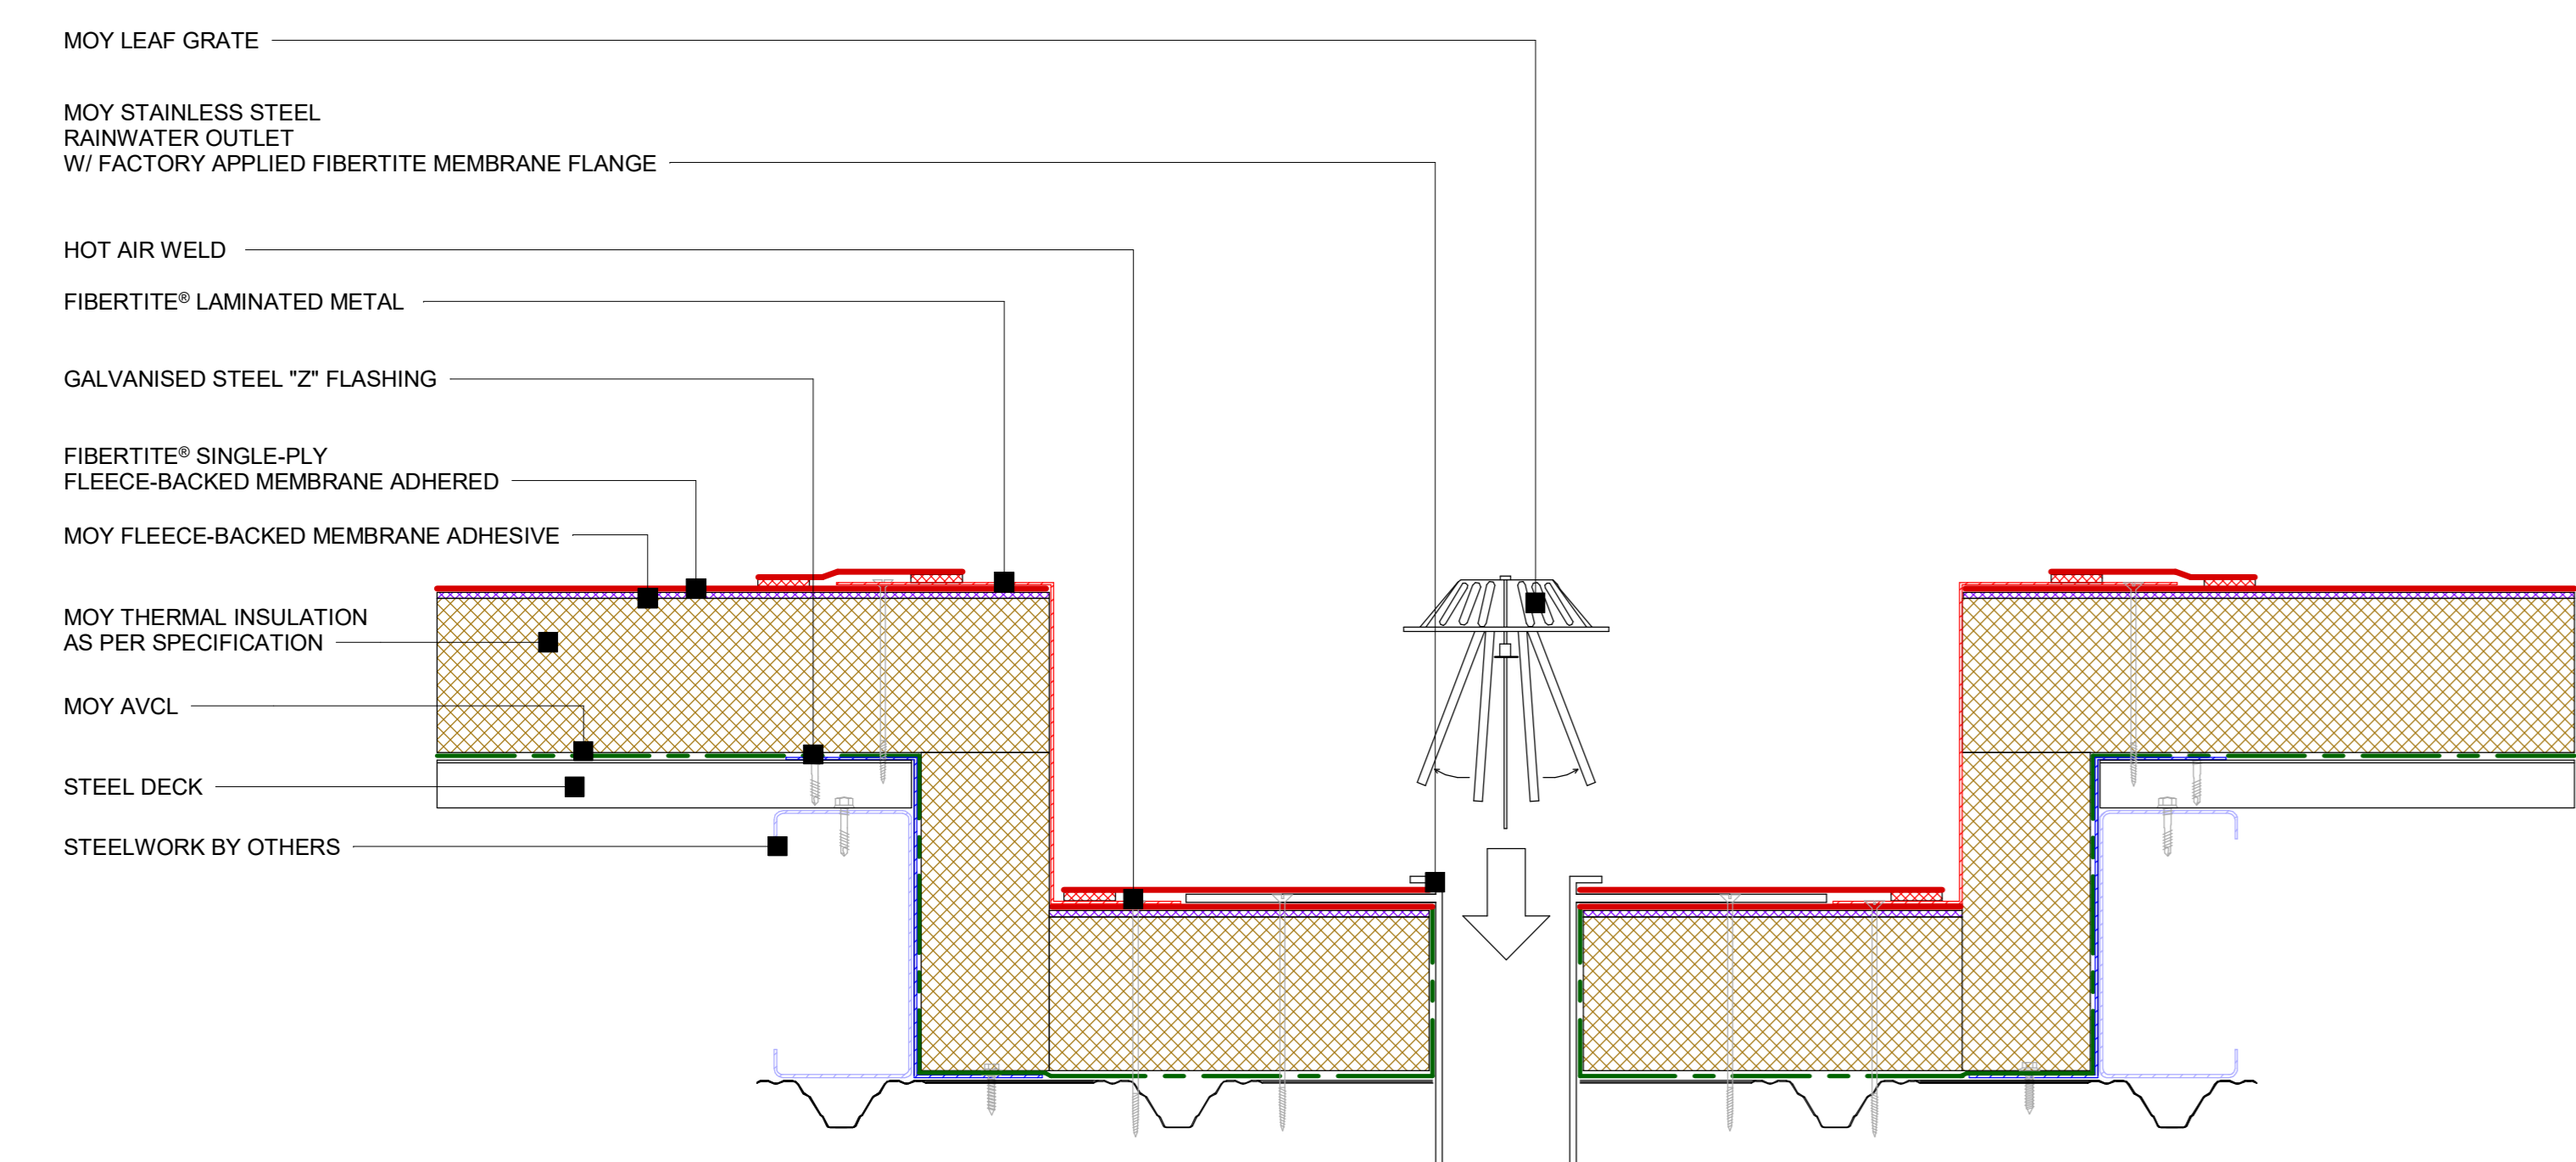 MOY LEAF GRATE
MOY STAINLESS STEEL
RAINWATER OUTLET
W/ FACTORY APPLIED FIBERTITE MEMBRANE FLANGE
HOT AIR WELD
FIBERTITE® LAMINATED METAL
GALVANISED STEEL "Z" FLASHING
FIBERTITE® SINGLE-PLY
FLEECE-BACKED MEMBRANE ADHERED
MOY FLEECE-BACKED MEMBRANE ADHESIVE
MOY THERMAL INSULATION
AS PER SPECIFICATION
MOY AVCL
STEEL DECK
STEELWORK BY OTHERS